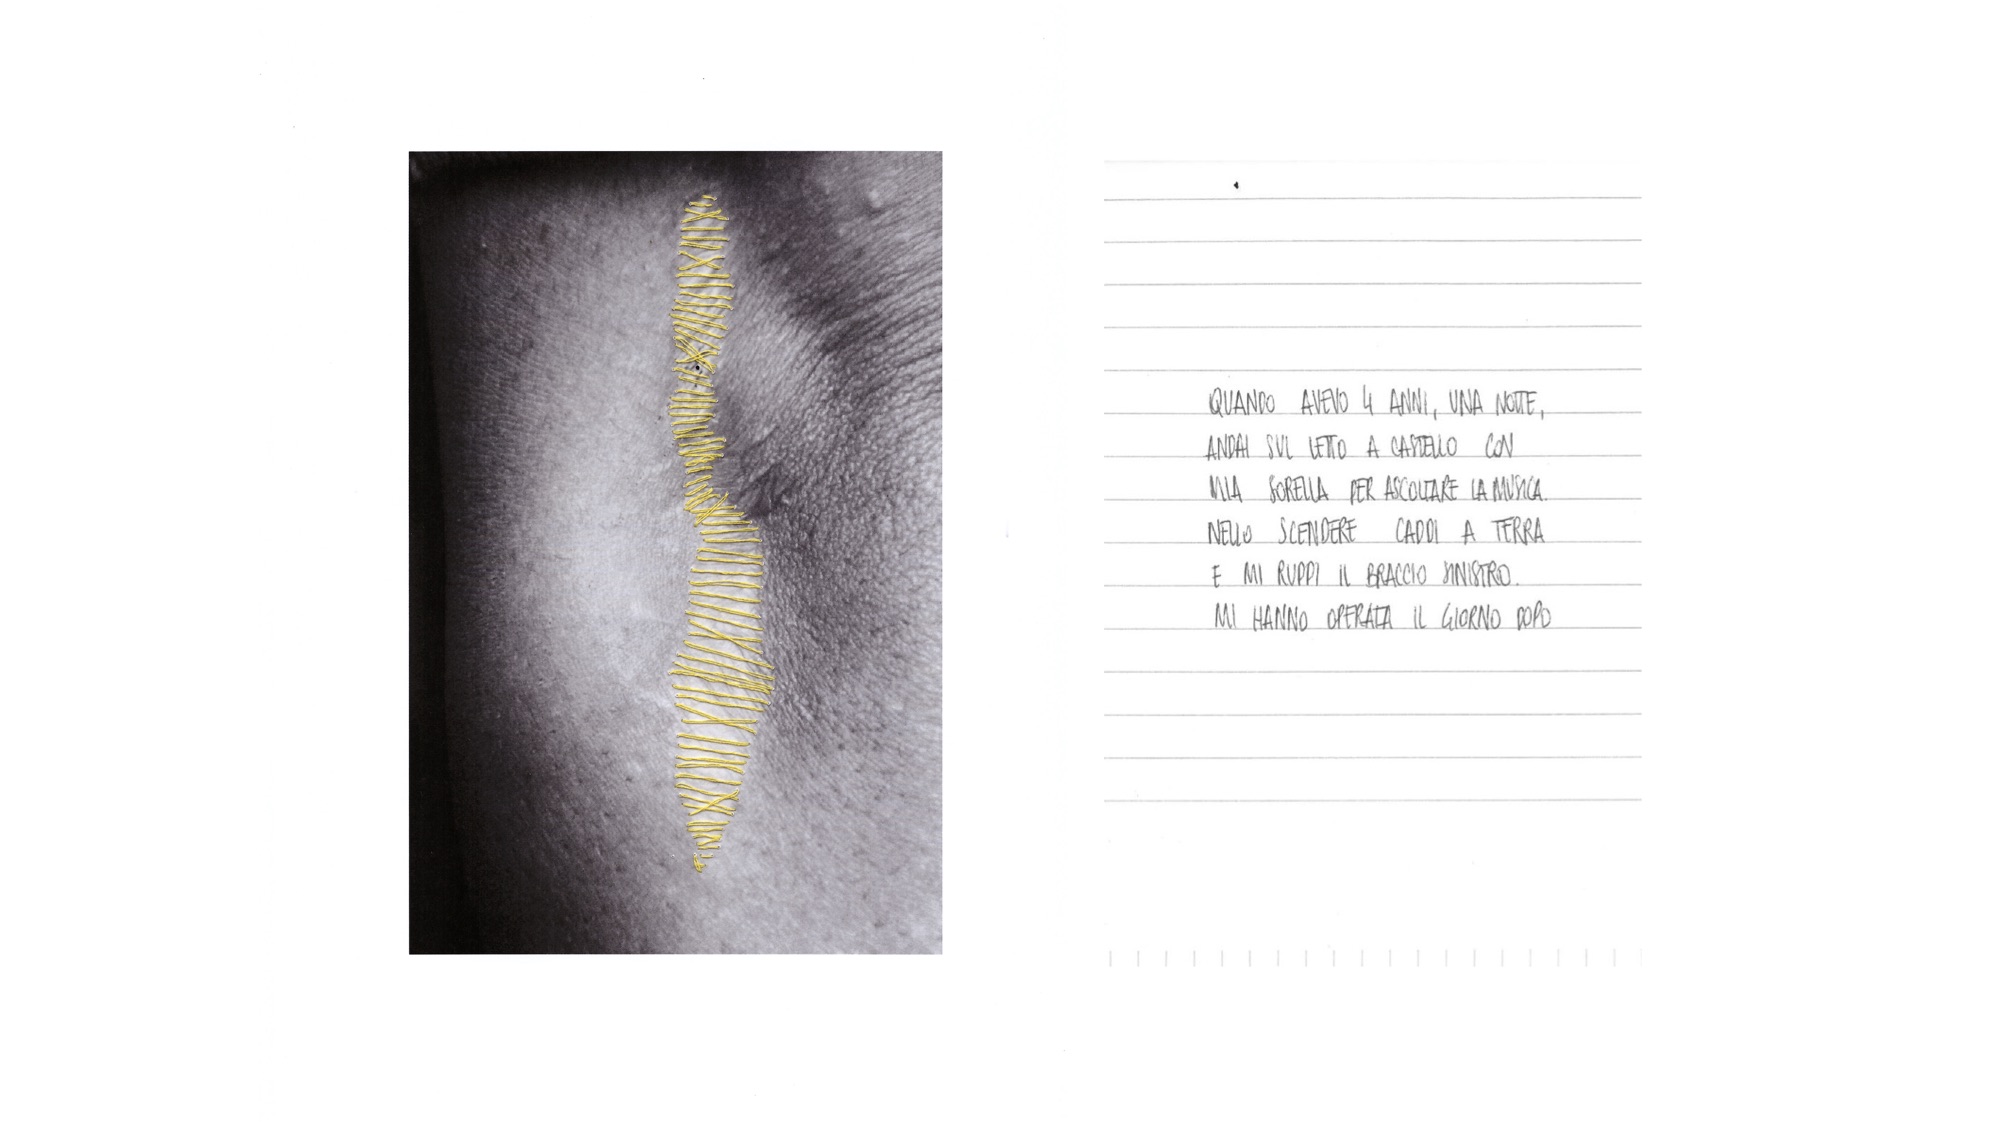 QUANDO AVEVO 4 ANNI, UNA NOTTE,
ANDAI SUL LETTO A CASTELLO CON
MIA SORELLA PER ASCOLTARE LA MUSICA.
NELLO SCENDERE CADDI A TERRA
E MI RUPPI IL BRACCIO SINISTRO.
MI HANNO OPERATA IL GIORNO DOPO